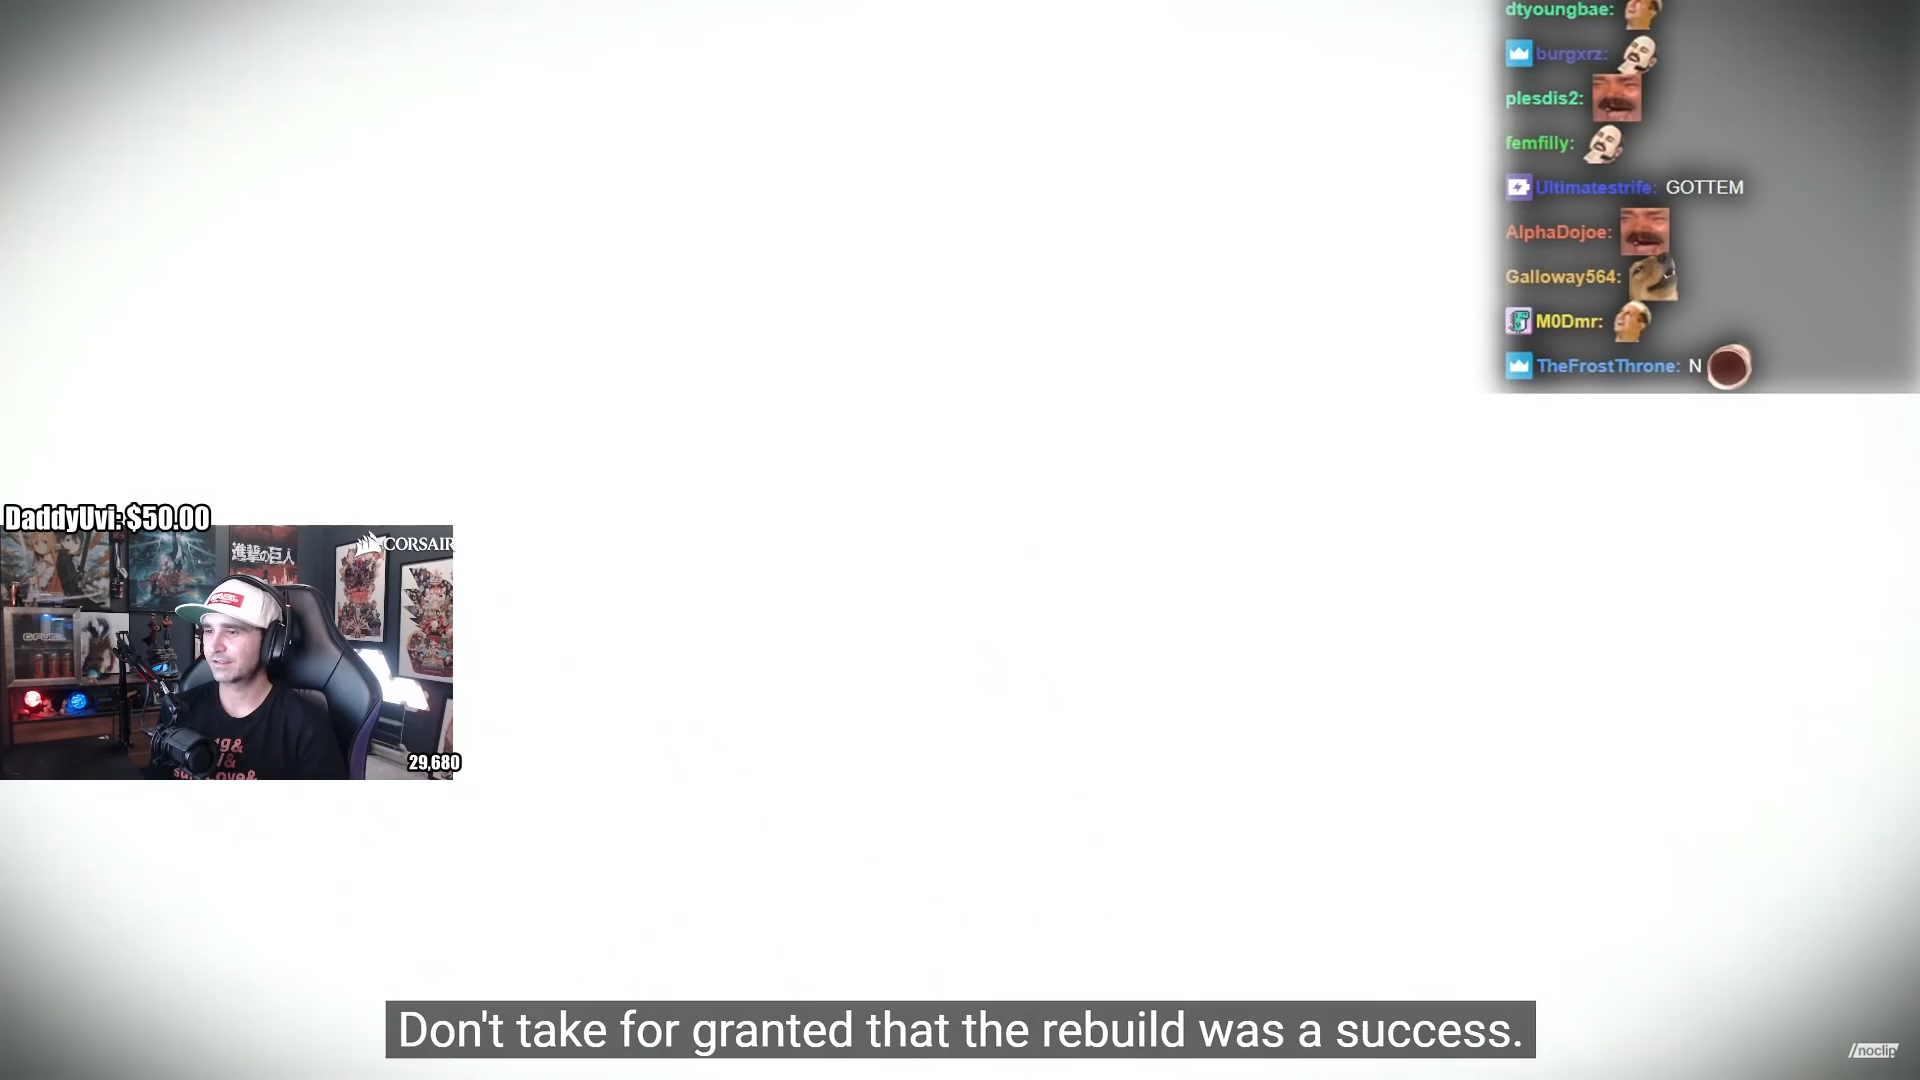 dtyoungbae:
burgxrz:
plesdis2:
femfilly:
Ultimatestrife: GOTTEM
AlphaDojoe:
Galloway564:
M0Dmr:
TheFrostThrone: N
DaddyUvi: $50.00
CORSAIR
進撃の巨人
GFUEL
29,680
Don't take for granted that the rebuild was a success.
/noclip